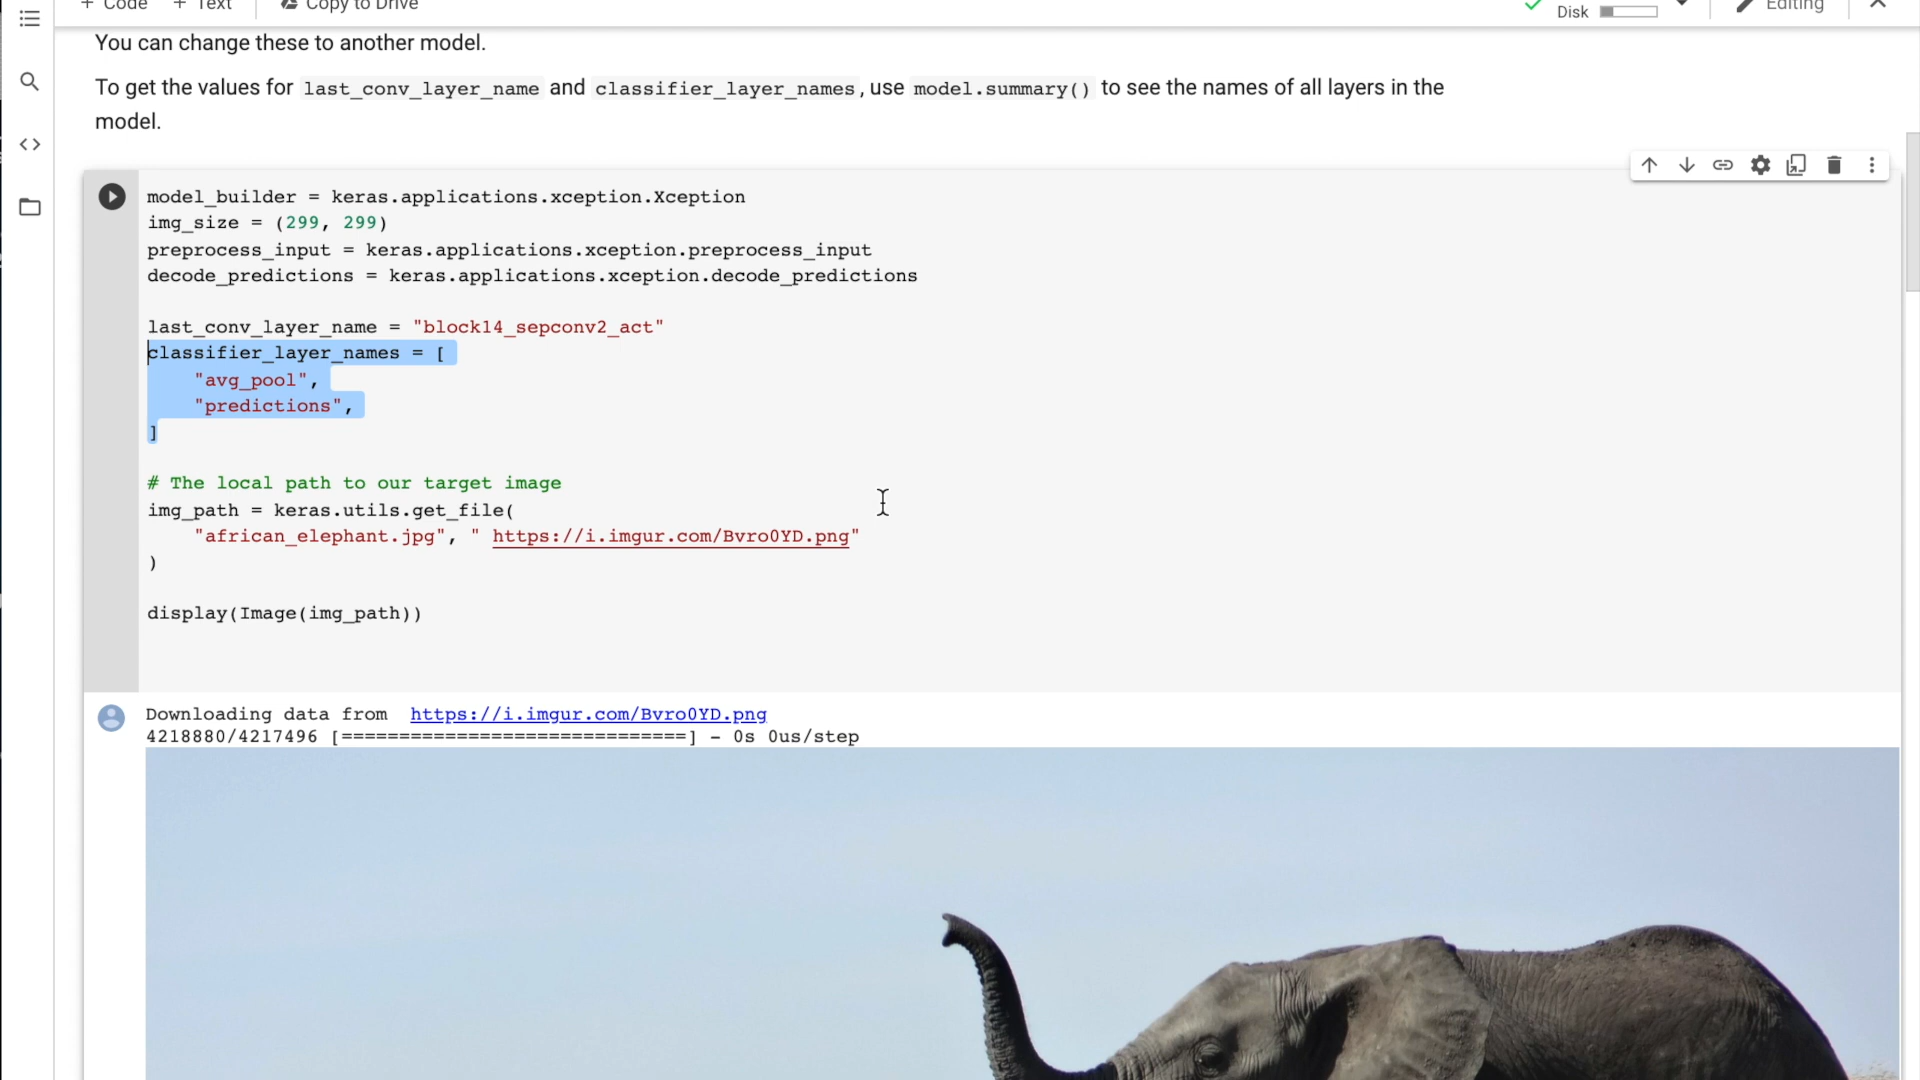 + Code + Text Copy to Drive Disk Editing
You can change these to another model.
To get the values for last_conv_layer_name and classifier_layer_names, use model.summary() to see the names of all layers in the
model.
model_builder = keras.applications.xception.Xception
img_size = (299, 299)
preprocess_input = keras.applications.xception.preprocess_input
decode_predictions = keras.applications.xception.decode_predictions
last_conv_layer_name = "block14_sepconv2_act"
classifier_layer_names = [
"avg_pool",
"predictions",
]
# The local path to our target image
img_path = keras.utils.get_file(
"african_elephant.jpg", " https://i.imgur.com/Bvro0YD.png"
)
display(Image(img_path))
Downloading data from https://i.imgur.com/Bvro0YD.png
4218880/4217496 [==============================] - 0s 0us/step